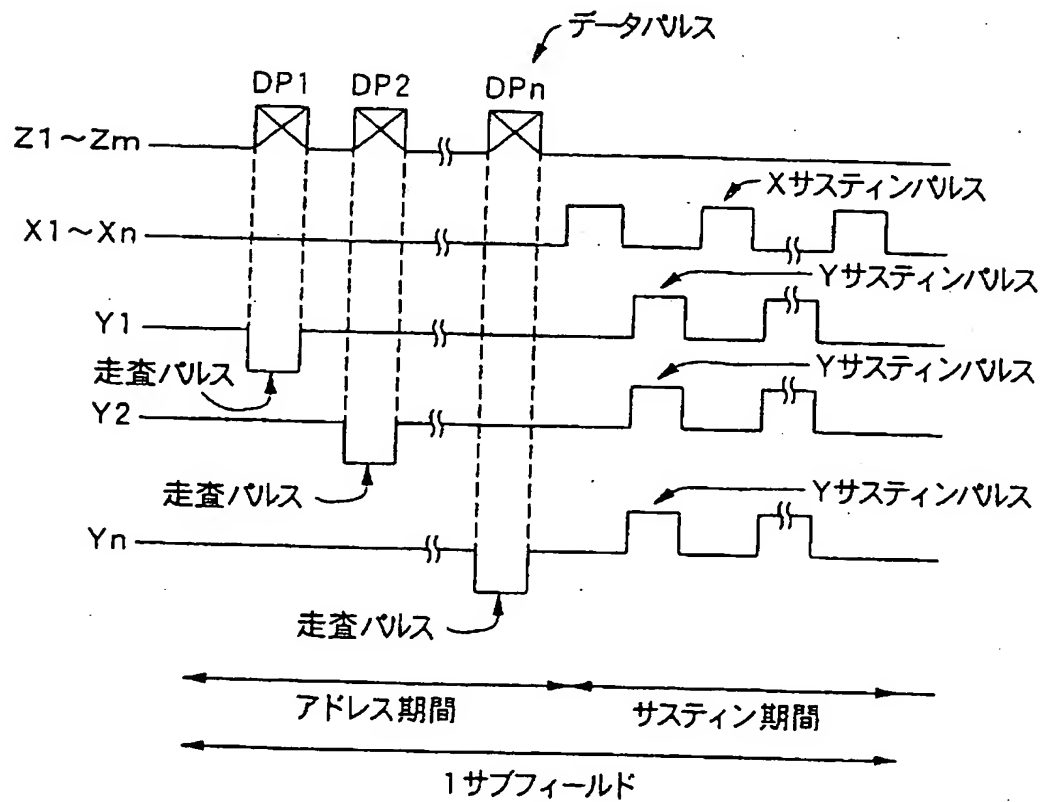 データパルス
DP1 DP2 DPn
Z1～Zm
Xサスティンパルス
X1～Xn
Yサスティンパルス
Y1
走査パルス
Yサスティンパルス
Y2
走査パルス
Yサスティンパルス
Yn
走査パルス
アドレス期間 サスティン期間
1サブフィールド